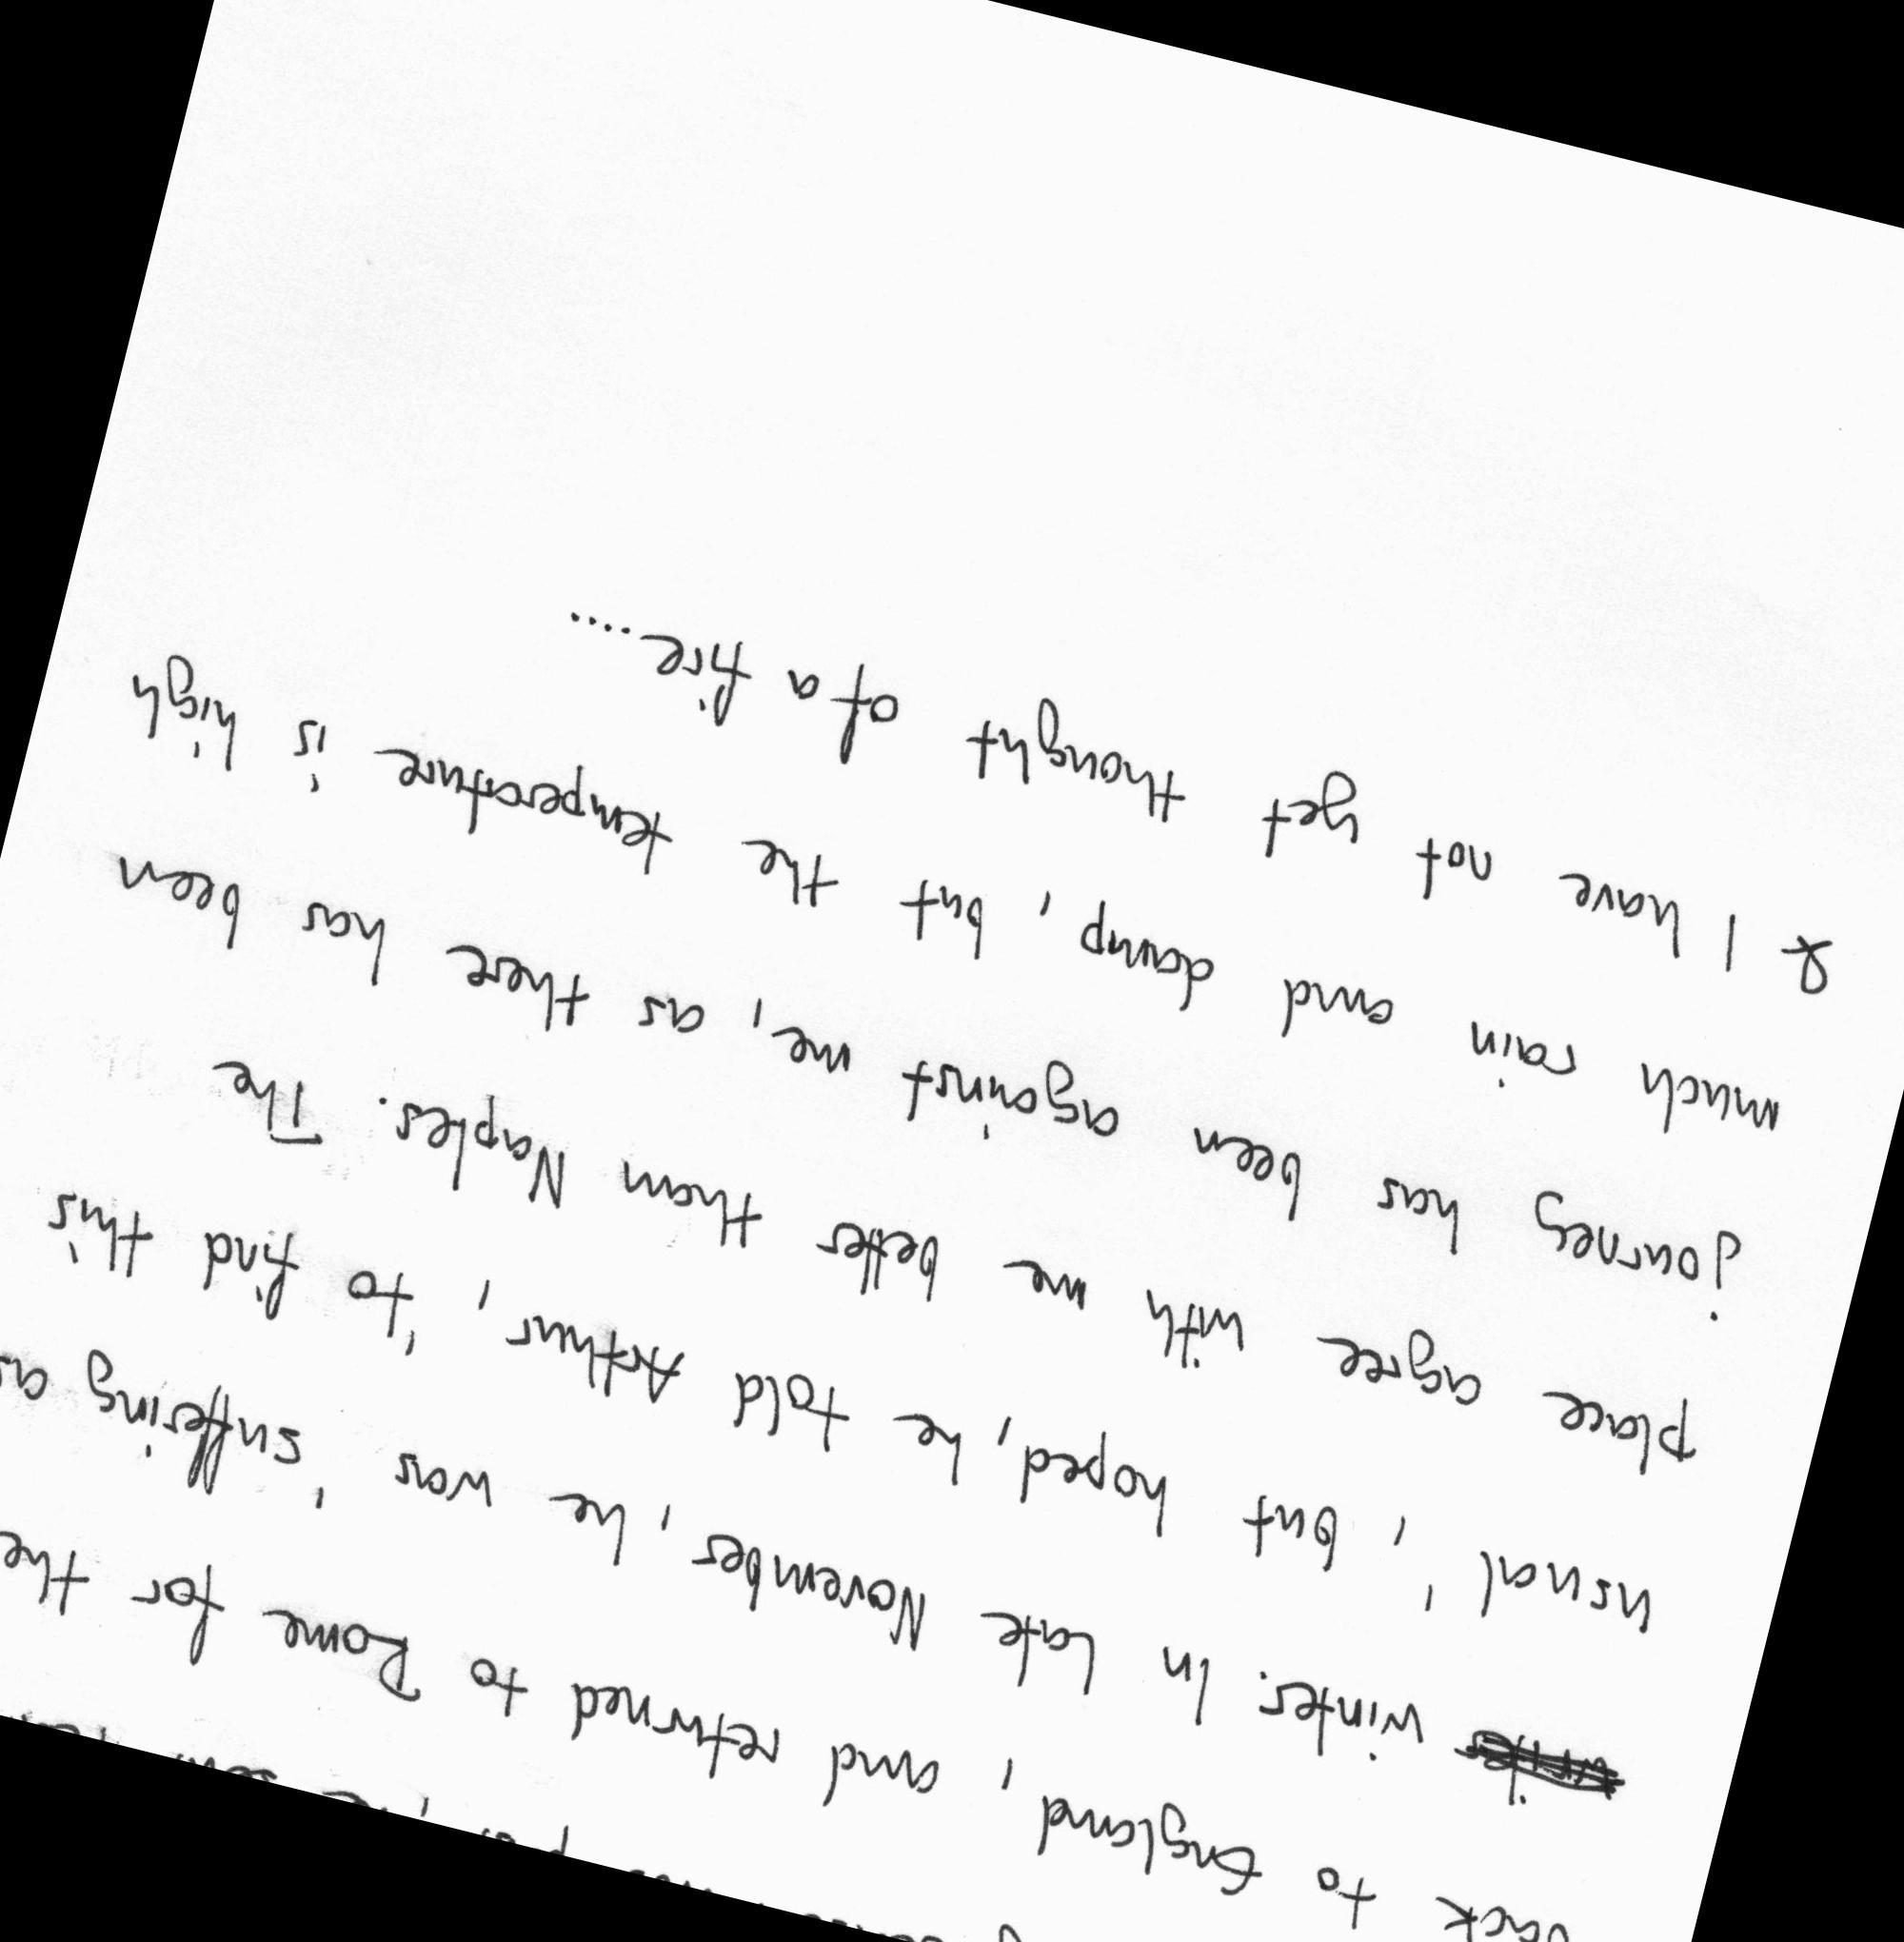 back to England, and returned to Rome for the
winter. In late November, he was 'suffering as
usual', but hoped, he told Arthur, 'to find this
place agree with me better than Naples. The
journey has been against me, as there has been
much rain and damp, but the temperature is high
& I have not yet thought of a fire....